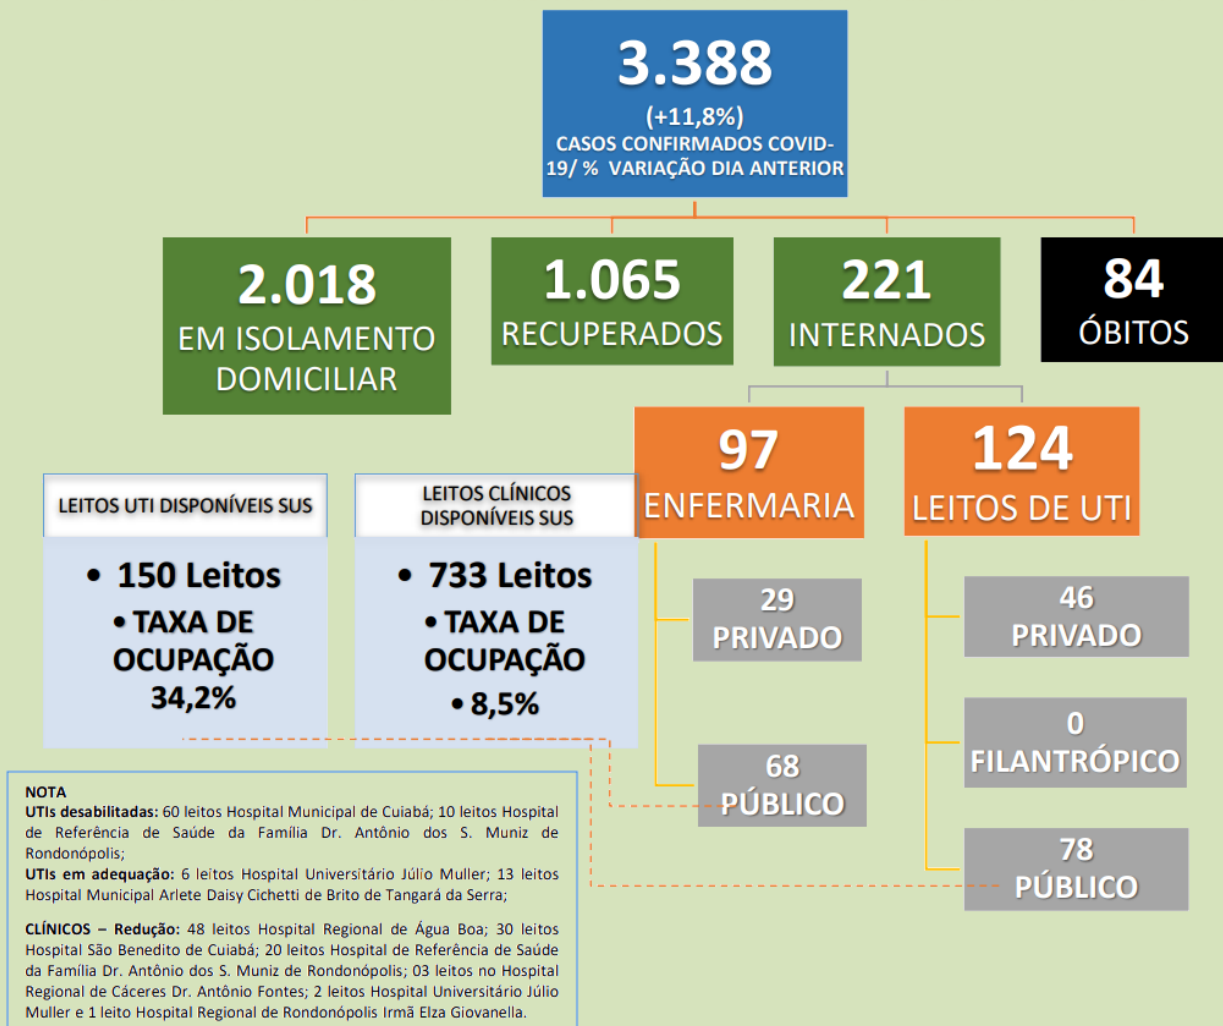 3.388
(+11,8%)
CASOS CONFIRMADOS COVID-
19/ % VARIAÇÃO DIA ANTERIOR
2.018
EM ISOLAMENTO
DOMICILIAR
1.065
RECUPERADOS
221
INTERNADOS
84
ÓBITOS
97
ENFERMARIA
124
LEITOS DE UTI
LEITOS UTI DISPONÍVEIS SUS
• 150 Leitos
• TAXA DE
OCUPAÇÃO
34,2%
LEITOS CLÍNICOS
DISPONÍVEIS SUS
• 733 Leitos
• TAXA DE
OCUPAÇÃO
• 8,5%
29
PRIVADO
68
PÚBLICO
46
PRIVADO
0
FILANTRÓPICO
78
PÚBLICO
NOTA
UTIs desabilitadas: 60 leitos Hospital Municipal de Cuiabá; 10 leitos Hospital
de Referência de Saúde da Família Dr. Antônio dos S. Muniz de
Rondonópolis;
UTIs em adequação: 6 leitos Hospital Universitário Júlio Muller; 13 leitos
Hospital Municipal Arlete Daisy Cichetti de Brito de Tangará da Serra;
CLÍNICOS – Redução: 48 leitos Hospital Regional de Água Boa; 30 leitos
Hospital São Benedito de Cuiabá; 20 leitos Hospital de Referência de Saúde
da Família Dr. Antônio dos S. Muniz de Rondonópolis; 03 leitos no Hospital
Regional de Cáceres Dr. Antônio Fontes; 2 leitos Hospital Universitário Júlio
Muller e 1 leito Hospital Regional de Rondonópolis Irmã Elza Giovanella.